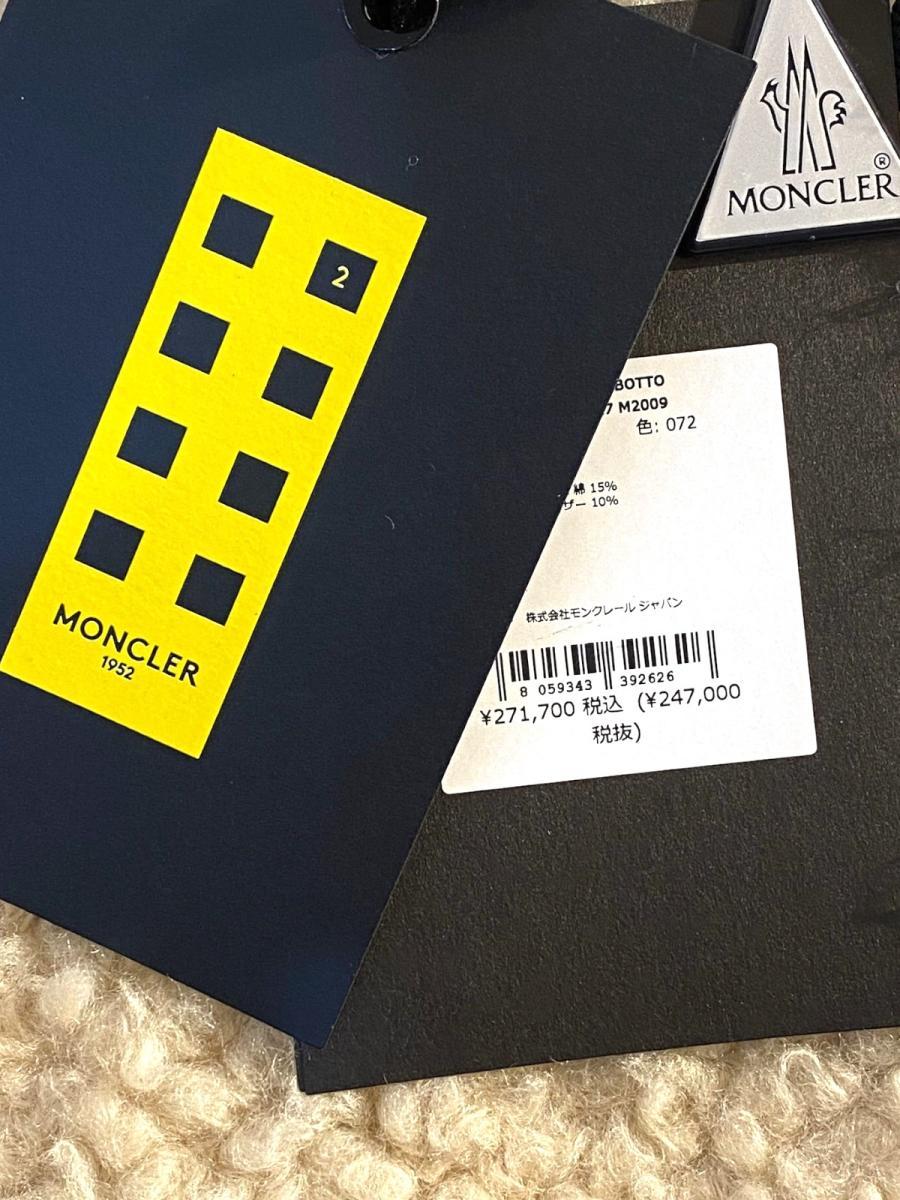 MONCLER®
2
MONCLER
1952
BOTTO
7 M2009
色: 072
綿 15%
ザー 10%
株式会社モンクレール ジャパン
8 059343 392626
¥271,700 税込 (¥247,000
税抜)